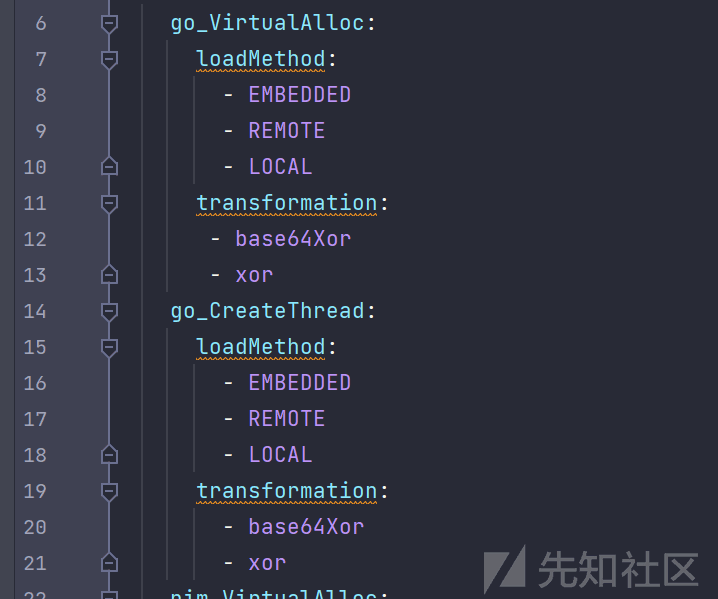 6 go_VirtualAlloc:
7 loadMethod:
8 - EMBEDDED
9 - REMOTE
10 - LOCAL
11 transformation:
12 - base64Xor
13 - xor
14 go_CreateThread:
15 loadMethod:
16 - EMBEDDED
17 - REMOTE
18 - LOCAL
19 transformation:
20 - base64Xor
21 - xor
22 nim_VirtualAlloc:
先知社区